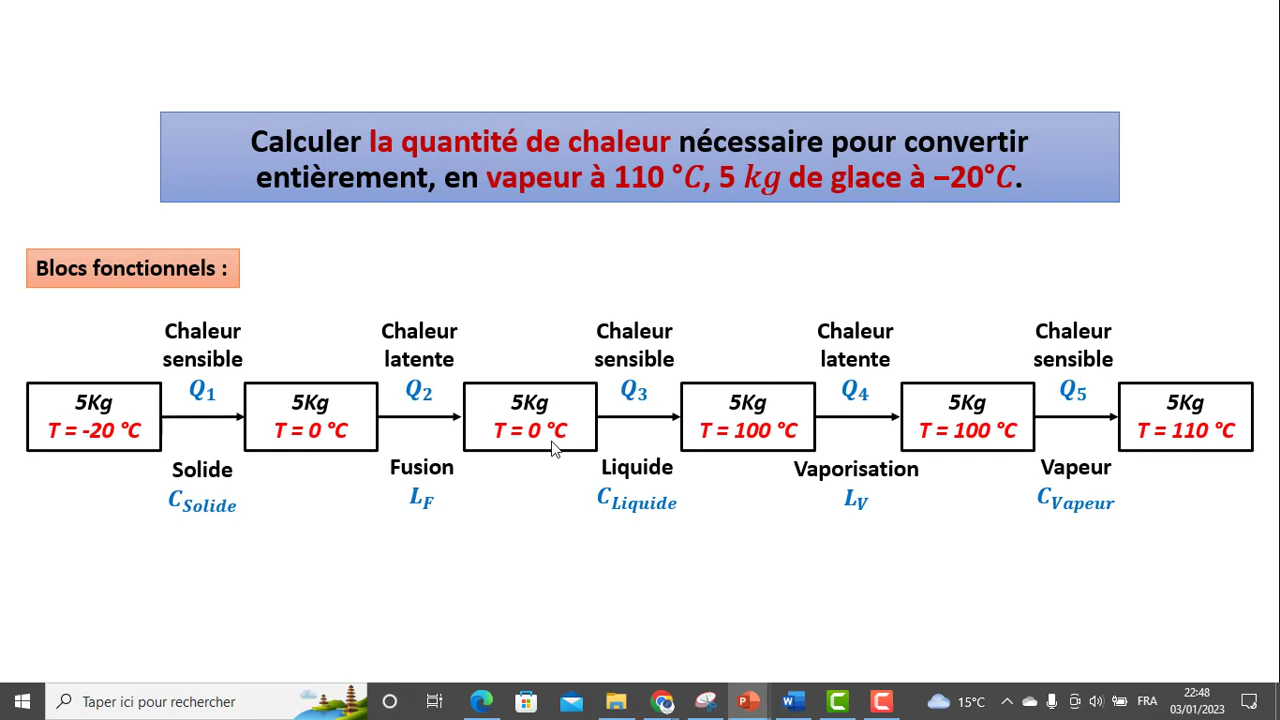 Calculer la quantité de chaleur nécessaire pour convertir
entièrement, en vapeur à 110 °C, 5 kg de glace à −20°C.
Blocs fonctionnels :
Chaleur sensible
Q1
Chaleur latente
Q2
Chaleur sensible
Q3
Chaleur latente
Q4
Chaleur sensible
Q5
5Kg
T = -20 °C
5Kg
T = 0 °C
5Kg
T = 0 °C
5Kg
T = 100 °C
5Kg
T = 100 °C
5Kg
T = 110 °C
Solide
CSolide
Fusion
LF
Liquide
CLiquide
Vaporisation
LV
Vapeur
CVapeur
Taper ici pour rechercher
15°C
FRA
22:48
03/01/2023